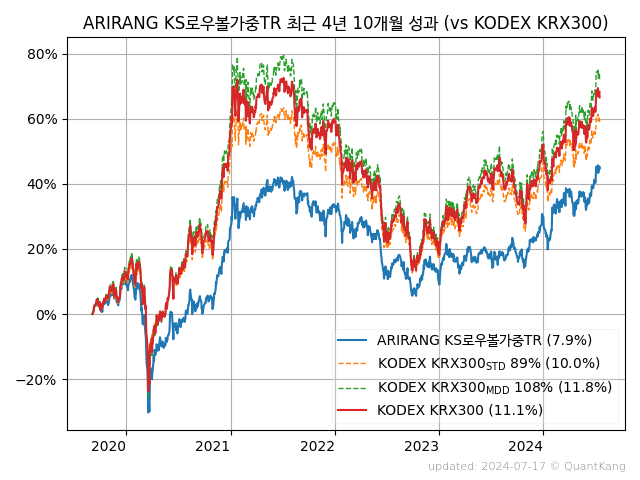 ARIRANG KS로우볼가중TR 최근 4년 10개월 성과 (vs KODEX KRX300)
80%
60%
40%
20%
0%
−20%
ARIRANG KS로우볼가중TR (7.9%)
KODEX KRX300STD 89% (10.0%)
KODEX KRX300MDD 108% (11.8%)
KODEX KRX300 (11.1%)
2020 2021 2022 2023 2024
updated: 2024-07-17 © QuantKang